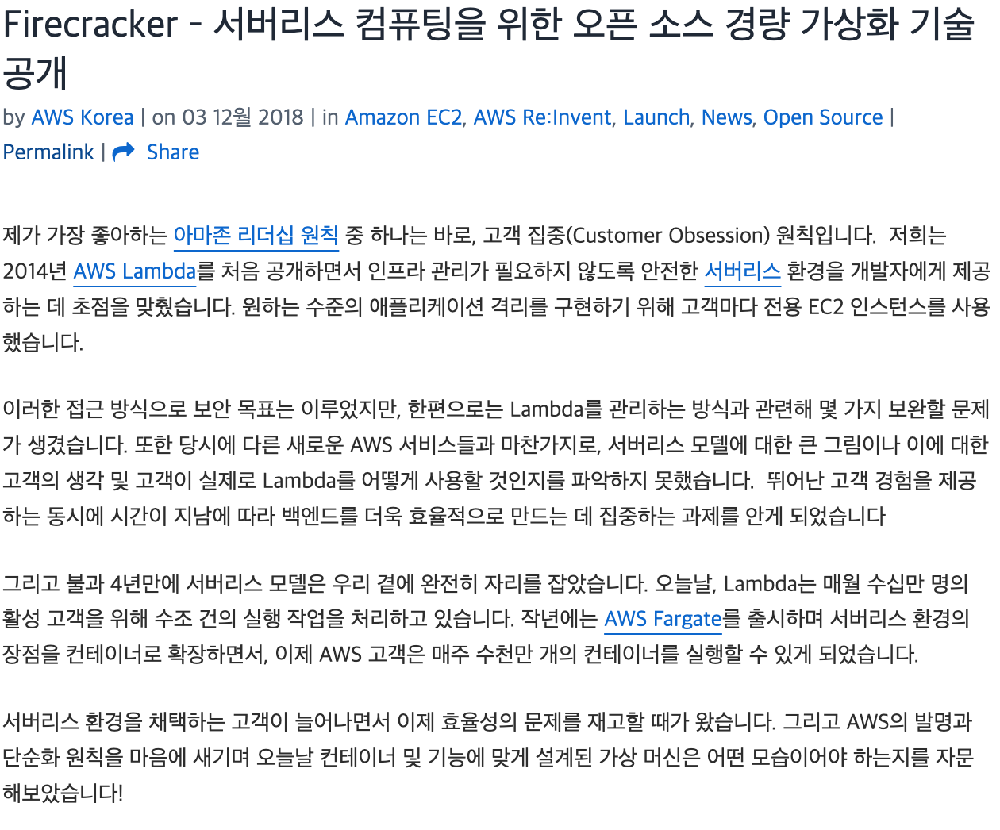 Firecracker - 서버리스 컴퓨팅을 위한 오픈 소스 경량 가상화 기술
공개
by AWS Korea | on 03 12월 2018 | in Amazon EC2, AWS Re:Invent, Launch, News, Open Source |
Permalink | Share
제가 가장 좋아하는 아마존 리더십 원칙 중 하나는 바로, 고객 집중(Customer Obsession) 원칙입니다.  저희는
2014년 AWS Lambda를 처음 공개하면서 인프라 관리가 필요하지 않도록 안전한 서버리스 환경을 개발자에게 제공
하는 데 초점을 맞췄습니다. 원하는 수준의 애플리케이션 격리를 구현하기 위해 고객마다 전용 EC2 인스턴스를 사용
했습니다.
이러한 접근 방식으로 보안 목표는 이루었지만, 한편으로는 Lambda를 관리하는 방식과 관련해 몇 가지 보완할 문제
가 생겼습니다. 또한 당시에 다른 새로운 AWS 서비스들과 마찬가지로, 서버리스 모델에 대한 큰 그림이나 이에 대한
고객의 생각 및 고객이 실제로 Lambda를 어떻게 사용할 것인지를 파악하지 못했습니다.  뛰어난 고객 경험을 제공
하는 동시에 시간이 지남에 따라 백엔드를 더욱 효율적으로 만드는 데 집중하는 과제를 안게 되었습니다
그리고 불과 4년만에 서버리스 모델은 우리 곁에 완전히 자리를 잡았습니다. 오늘날, Lambda는 매월 수십만 명의
활성 고객을 위해 수조 건의 실행 작업을 처리하고 있습니다. 작년에는 AWS Fargate를 출시하며 서버리스 환경의
장점을 컨테이너로 확장하면서, 이제 AWS 고객은 매주 수천만 개의 컨테이너를 실행할 수 있게 되었습니다.
서버리스 환경을 채택하는 고객이 늘어나면서 이제 효율성의 문제를 재고할 때가 왔습니다. 그리고 AWS의 발명과
단순화 원칙을 마음에 새기며 오늘날 컨테이너 및 기능에 맞게 설계된 가상 머신은 어떤 모습이어야 하는지를 자문
해보았습니다!